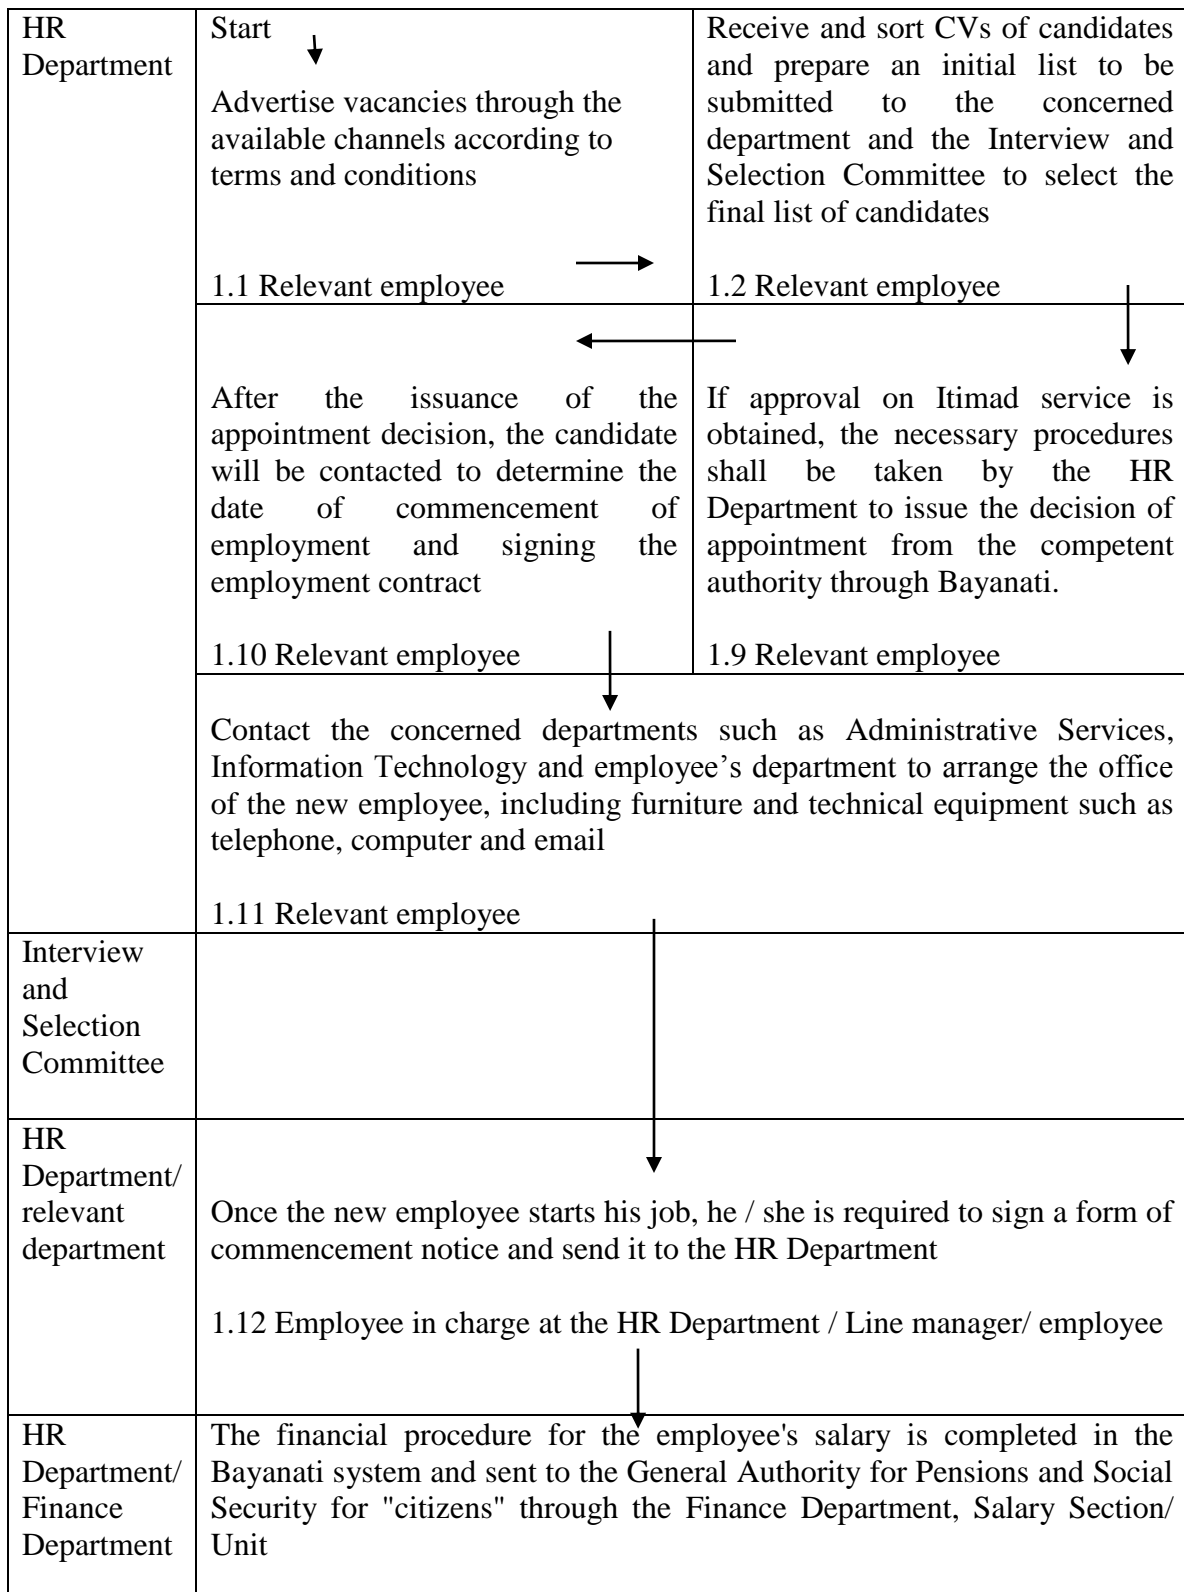 HR
Department
Start
Advertise vacancies through the
available channels according to
terms and conditions
1.1 Relevant employee
Receive and sort CVs of candidates
and prepare an initial list to be
submitted to the concerned
department and the Interview and
Selection Committee to select the
final list of candidates
1.2 Relevant employee
After the issuance of the
appointment decision, the candidate
will be contacted to determine the
date of commencement of
employment and signing the
employment contract
1.10 Relevant employee
If approval on Itimad service is
obtained, the necessary procedures
shall be taken by the HR
Department to issue the decision of
appointment from the competent
authority through Bayanati.
1.9 Relevant employee
Contact the concerned departments such as Administrative Services,
Information Technology and employee’s department to arrange the office
of the new employee, including furniture and technical equipment such as
telephone, computer and email
1.11 Relevant employee
Interview
and
Selection
Committee
HR
Department/
relevant
department
Once the new employee starts his job, he / she is required to sign a form of
commencement notice and send it to the HR Department
1.12 Employee in charge at the HR Department / Line manager/ employee
HR
Department/
Finance
Department
The financial procedure for the employee's salary is completed in the
Bayanati system and sent to the General Authority for Pensions and Social
Security for "citizens" through the Finance Department, Salary Section/
Unit